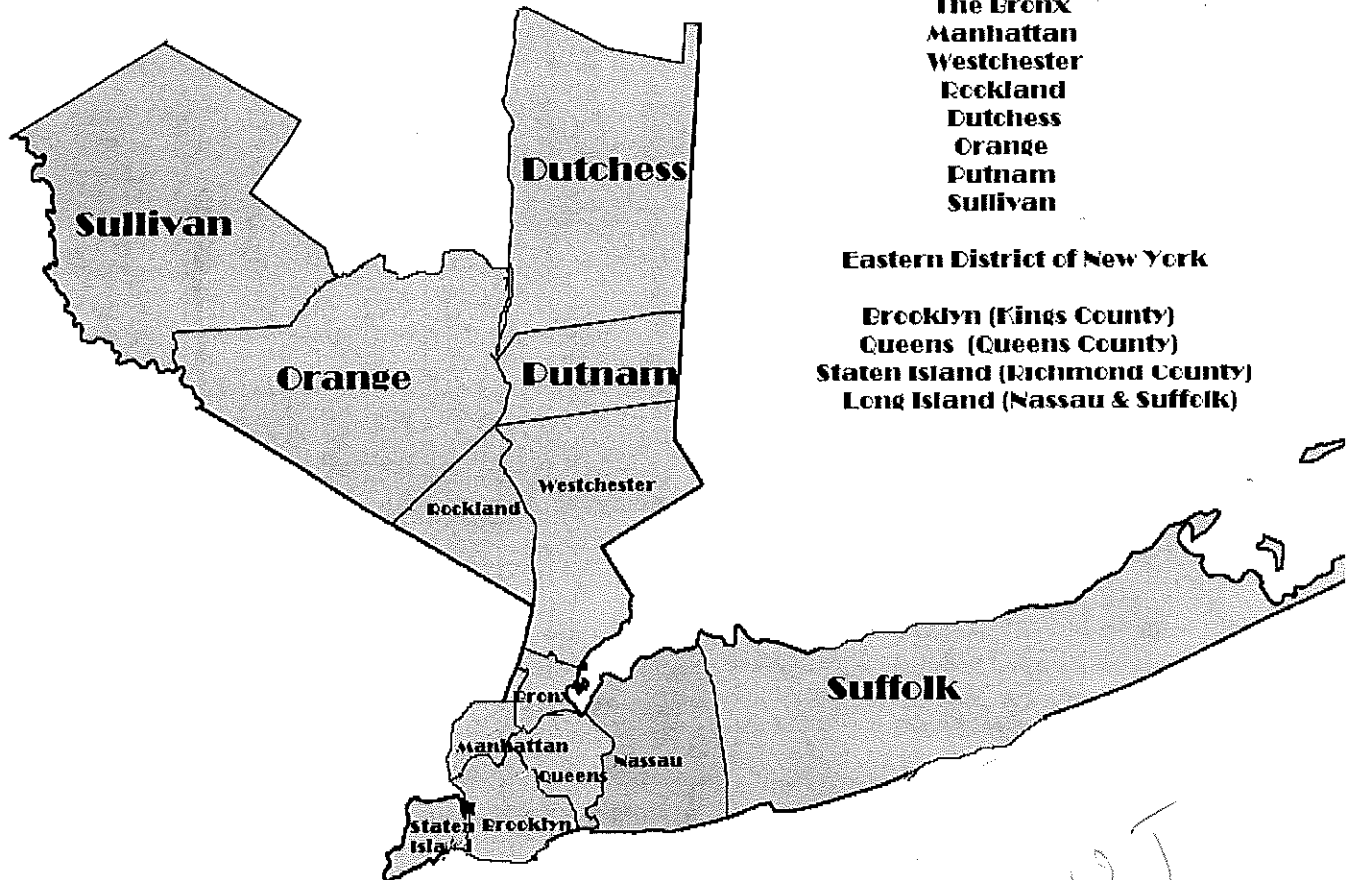 The Bronx
Manhattan
Westchester
Rockland
Dutchess
Orange
Putnam
Sullivan
Eastern District of New York
Brooklyn (Kings County)
Queens (Queens County)
Staten Island (Richmond County)
Long Island (Nassau & Suffolk)
Dutchess
Sullivan
Orange
Putnam
Westchester
Rockland
Bronx
Suffolk
Manhattan
Nassau
Queens
Staten
Island
Brooklyn